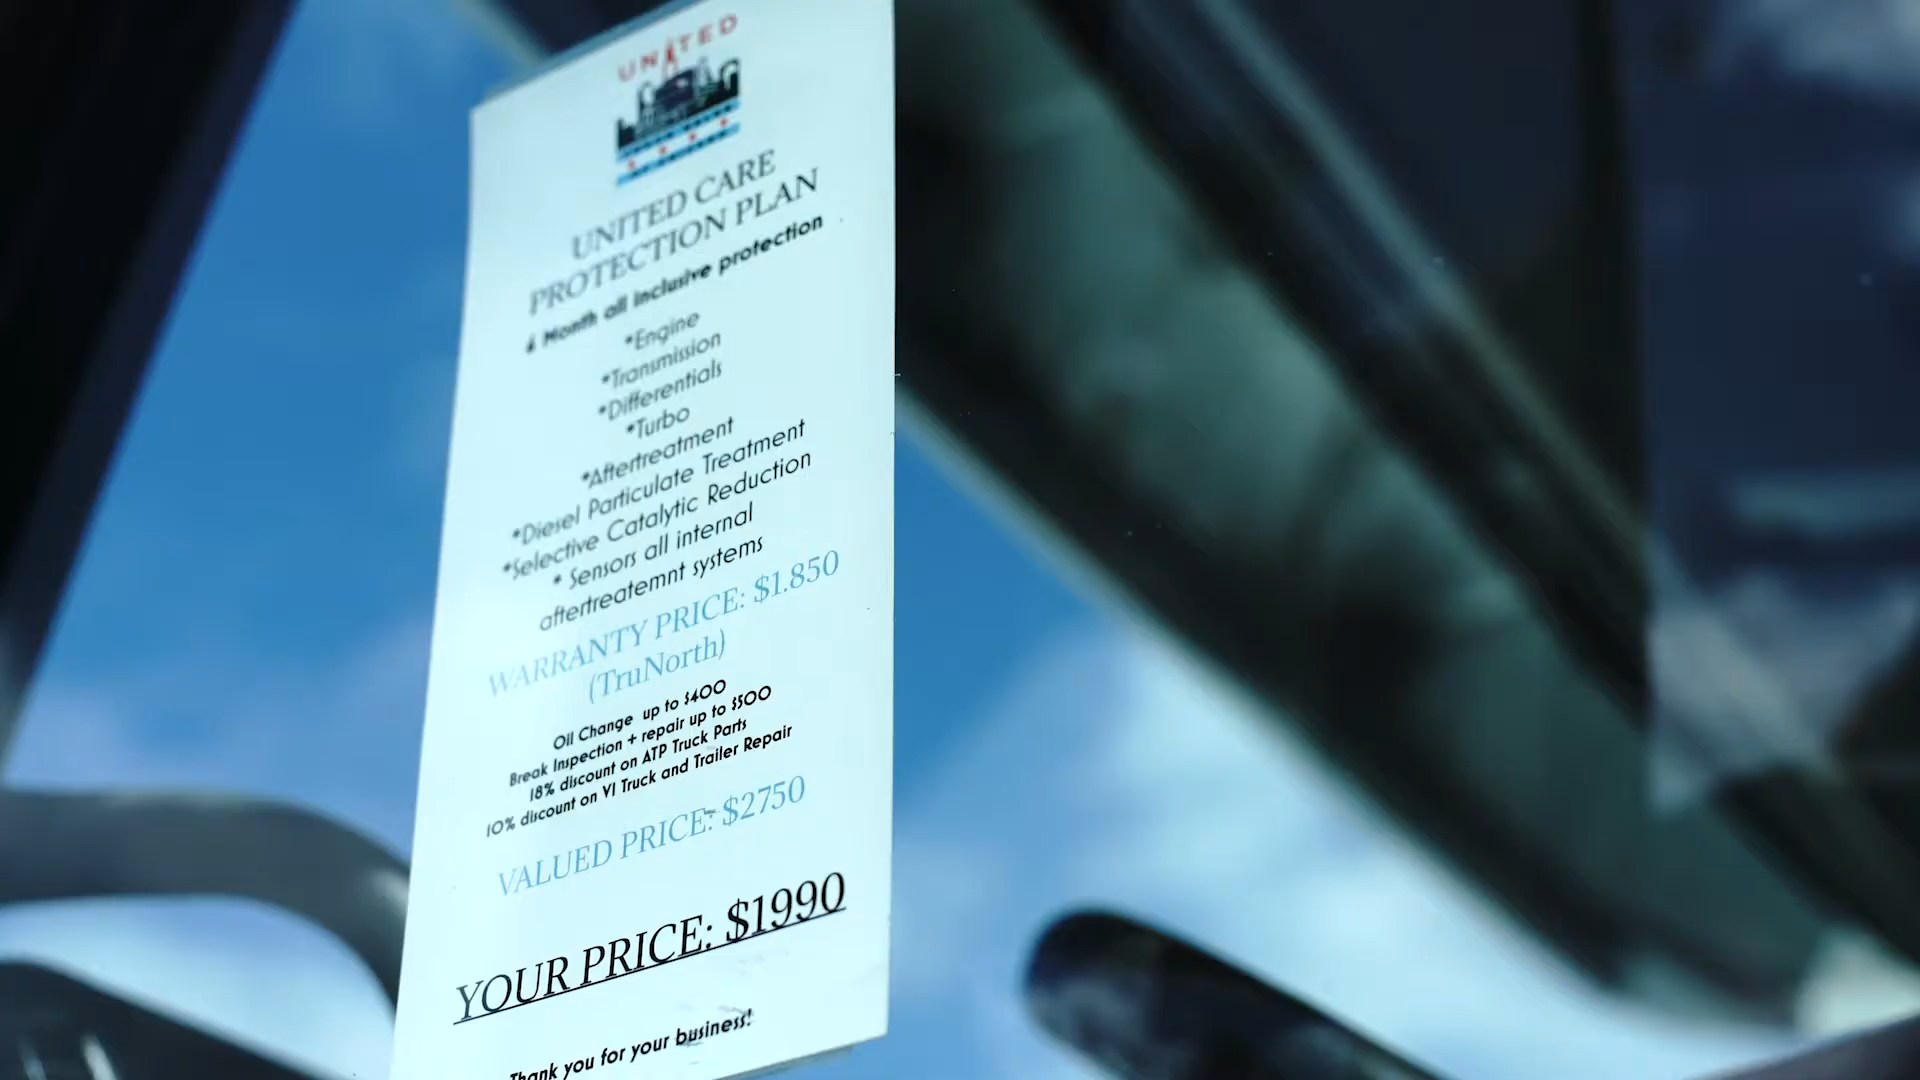 UNITED
UNITED CARE
PROTECTION PLAN
6 Month all inclusive protection
*Engine
*Transmission
*Differentials
*Turbo
*Aftertreatment
*Diesel Particulate Treatment
*Selective Catalytic Reduction
* Sensors all internal
aftertreatemnt systems
WARRANTY PRICE: $1.850
(TruNorth)
Oil Change up to $400
Break Inspection + repair up to $500
18% discount on ATP Truck Parts
10% discount on VI Truck and Trailer Repair
VALUED PRICE: $2750
YOUR PRICE: $1990
Thank you for your business!